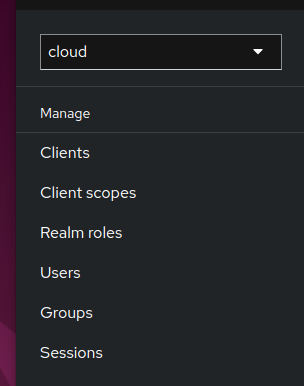 cloud
Manage
Clients
Client scopes
Realm roles
Users
Groups
Sessions